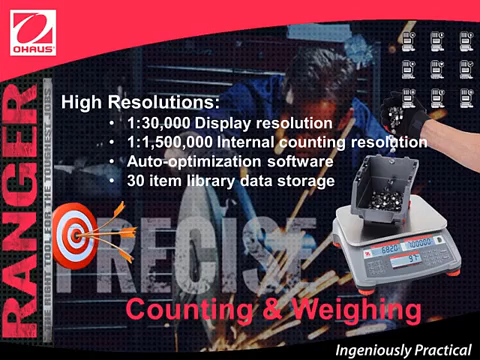 OHAUS
RANGER
THE RIGHT TOOL FOR THE TOUGHEST JOBS
High Resolutions:
• 1:30,000 Display resolution
• 1:1,500,000 Internal counting resolution
• Auto-optimization software
• 30 item library data storage
PRECISE
Counting & Weighing
Ingeniously Practical